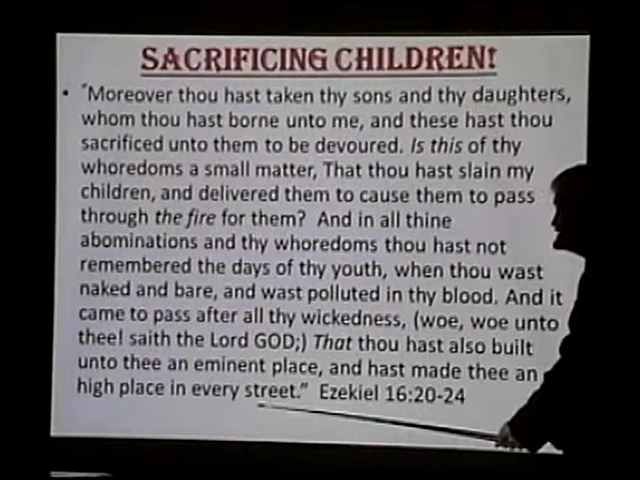 SACRIFICING CHILDREN!
• "Moreover thou hast taken thy sons and thy daughters,
whom thou hast borne unto me, and these hast thou
sacrificed unto them to be devoured. Is this of thy
whoredoms a small matter, That thou hast slain my
children, and delivered them to cause them to pass
through the fire for them? And in all thine
abominations and thy whoredoms thou hast not
remembered the days of thy youth, when thou wast
naked and bare, and wast polluted in thy blood. And it
came to pass after all thy wickedness, (woe, woe unto
thee! saith the Lord GOD;) That thou hast also built
unto thee an eminent place, and hast made thee an
high place in every street." Ezekiel 16:20-24